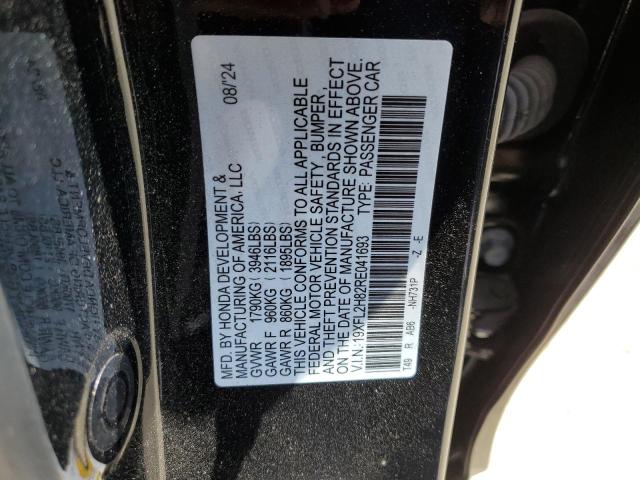 MFD. BY HONDA DEVELOPMENT & 08/'24
MANUFACTURING OF AMERICA, LLC
GVWR 1790KG ( 3946LBS)
GAWR F 960KG ( 2116LBS)
GAWR R 860KG ( 1895LBS)
THIS VEHICLE CONFORMS TO ALL APPLICABLE
FEDERAL MOTOR VEHICLE SAFETY, BUMPER,
AND THEFT PREVENTION STANDARDS IN EFFECT
ON THE DATE OF MANUFACTURE SHOWN ABOVE.
V.I.N.:19XFL2H82RE041693 TYPE: PASSENGER CAR
-Z -E
T49 R AB6 -NH731P